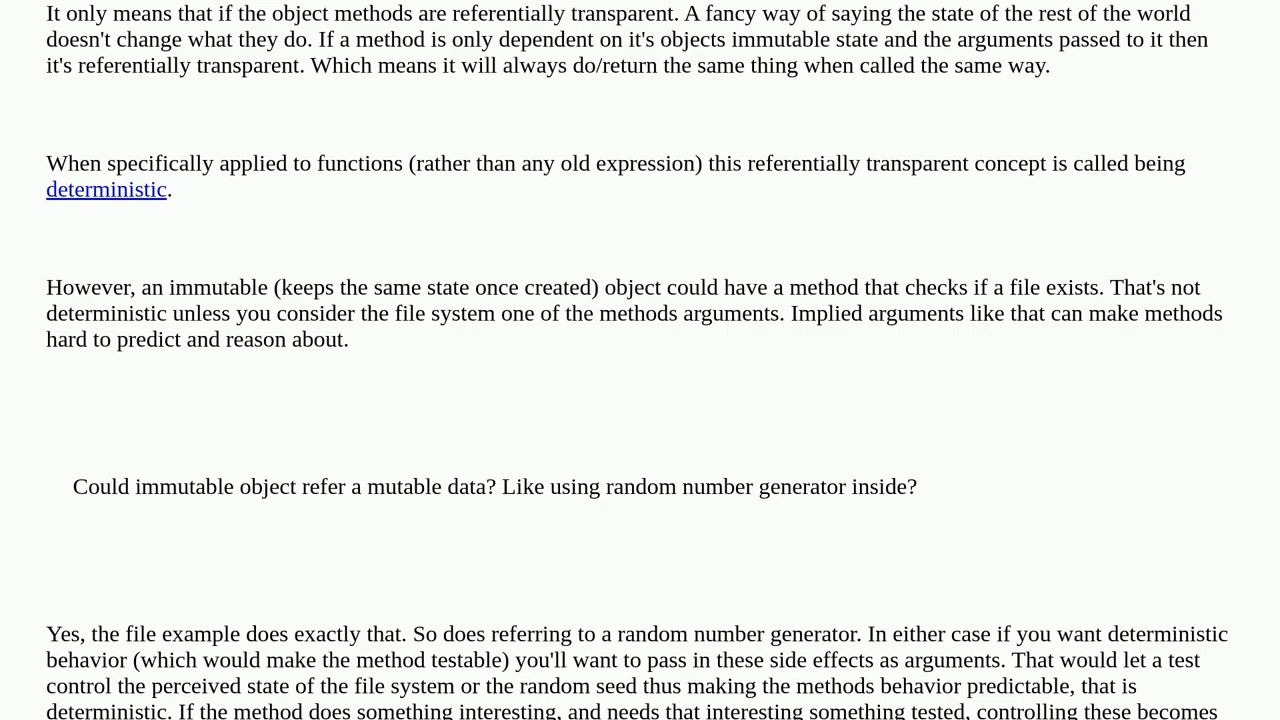 It only means that if the object methods are referentially transparent. A fancy way of saying the state of the rest of the world
doesn't change what they do. If a method is only dependent on it's objects immutable state and the arguments passed to it then
it's referentially transparent. Which means it will always do/return the same thing when called the same way.
When specifically applied to functions (rather than any old expression) this referentially transparent concept is called being
deterministic.
However, an immutable (keeps the same state once created) object could have a method that checks if a file exists. That's not
deterministic unless you consider the file system one of the methods arguments. Implied arguments like that can make methods
hard to predict and reason about.
Could immutable object refer a mutable data? Like using random number generator inside?
Yes, the file example does exactly that. So does referring to a random number generator. In either case if you want deterministic
behavior (which would make the method testable) you'll want to pass in these side effects as arguments. That would let a test
control the perceived state of the file system or the random seed thus making the methods behavior predictable, that is
deterministic. If the method does something interesting, and needs that interesting something tested, controlling these becomes